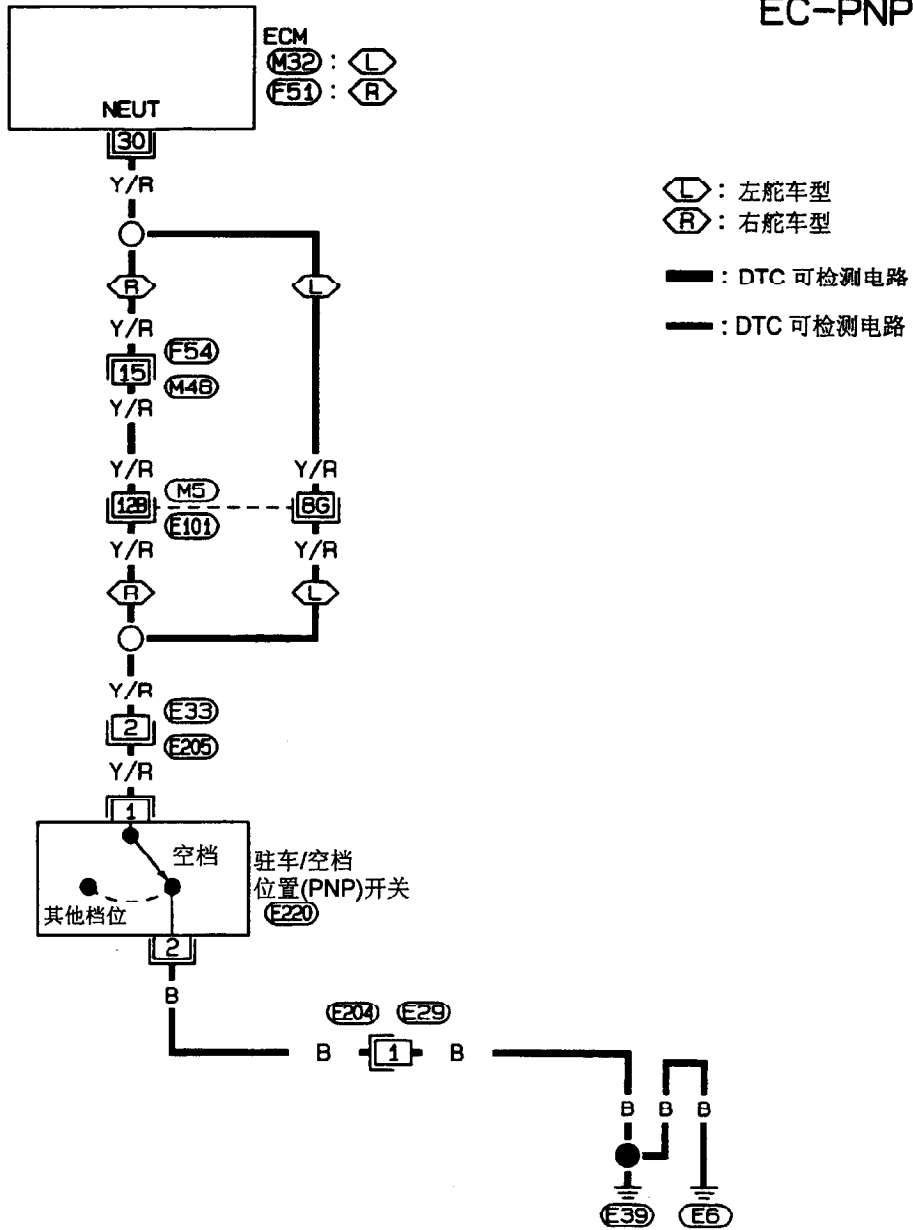 EC-PNP
ECM
M32 : L
F51 : R
NEUT
30
Y/R
L : 左舵车型
R : 右舵车型
: DTC 可检测电路
: DTC 可检测电路
R L
Y/R
F54
15
M48
Y/R
Y/R Y/R
12B M5 8G
E101
Y/R Y/R
R L
Y/R
E33
2
E205
Y/R
1
空档
其他档位
驻车/空档
位置(PNP)开关
E220
2
B
E204 E29
B 1 B
B B B
E39 E6